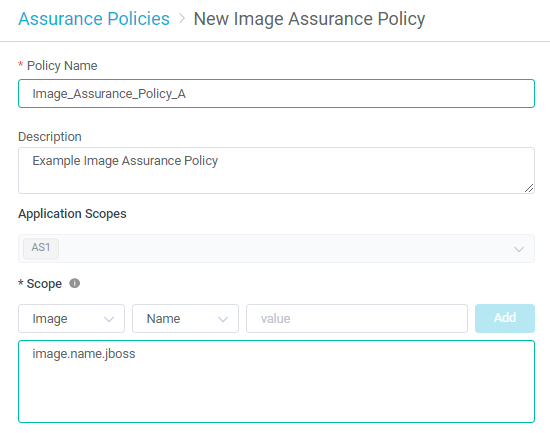 Assurance Policies > New Image Assurance Policy
* Policy Name
Image_Assurance_Policy_A
Description
Example Image Assurance Policy
Application Scopes
AS1
* Scope
Image Name value Add
image.name.jboss